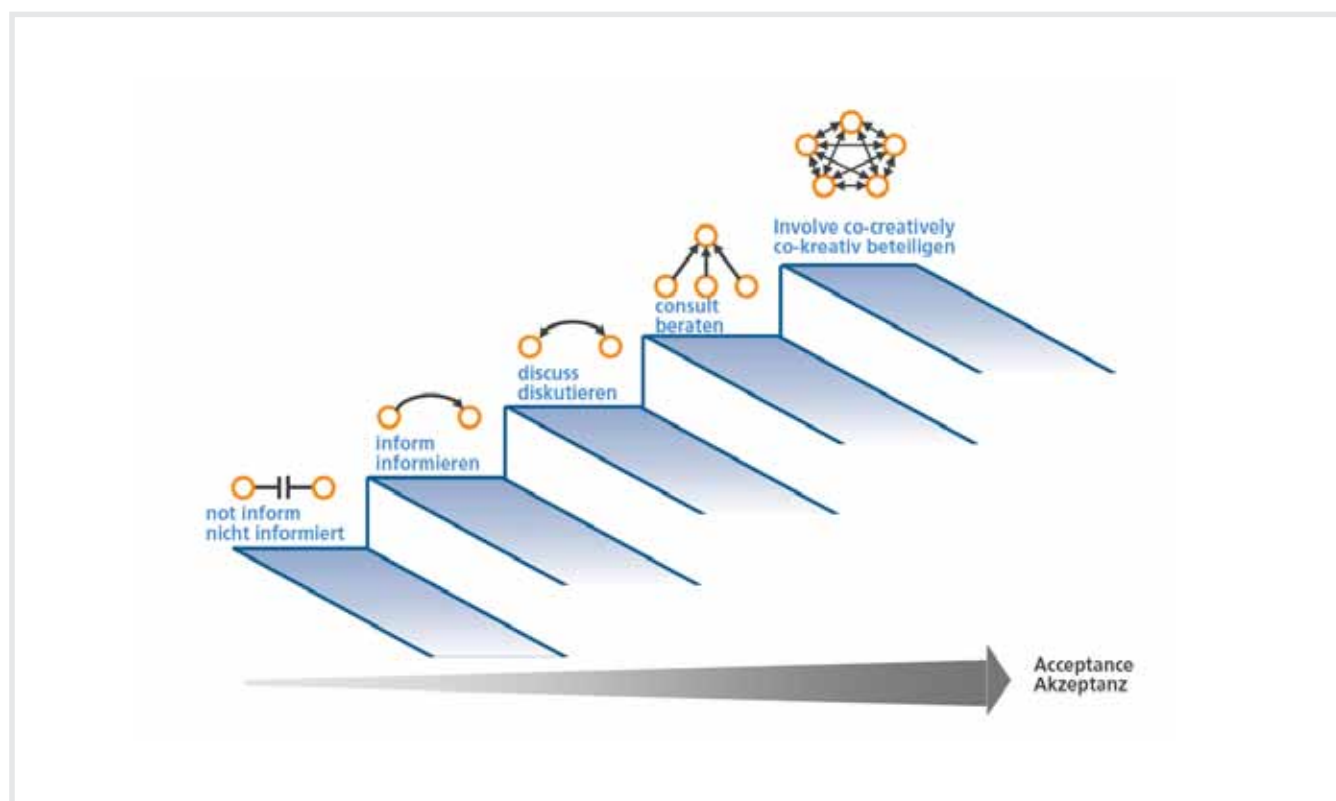 Involve co-creatively
co-kreativ beteiligen
consult
beraten
discuss
diskutieren
inform
informieren
not inform
nicht informiert
Acceptance
Akzeptanz